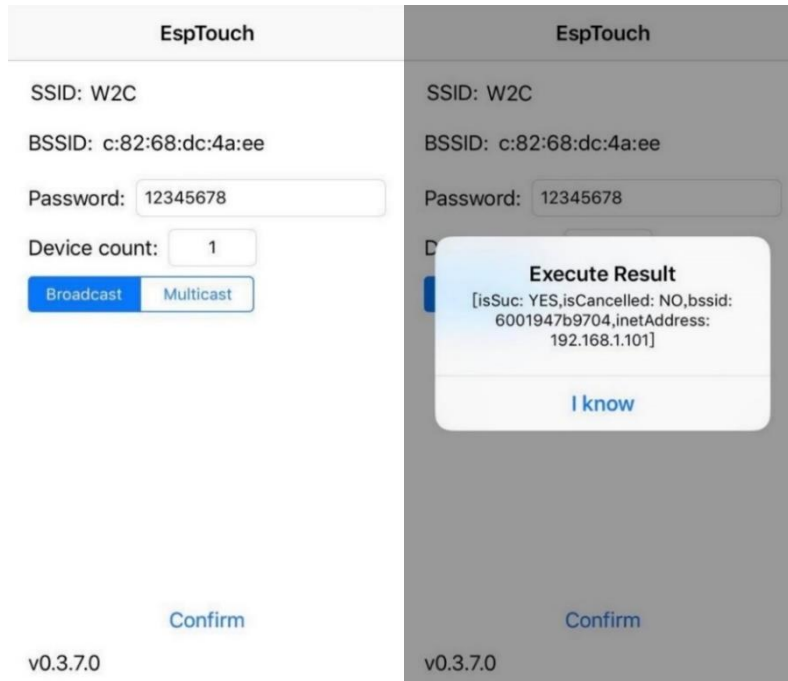 EspTouch
SSID: W2C
BSSID: c:82:68:dc:4a:ee
Password: 12345678
Device count: 1
Broadcast Multicast
Confirm
v0.3.7.0
EspTouch
SSID: W2C
BSSID: c:82:68:dc:4a:ee
Password: 12345678
D
Execute Result
[isSuc: YES,isCancelled: NO,bssid:
6001947b9704,inetAddress:
192.168.1.101]
I know
Confirm
v0.3.7.0